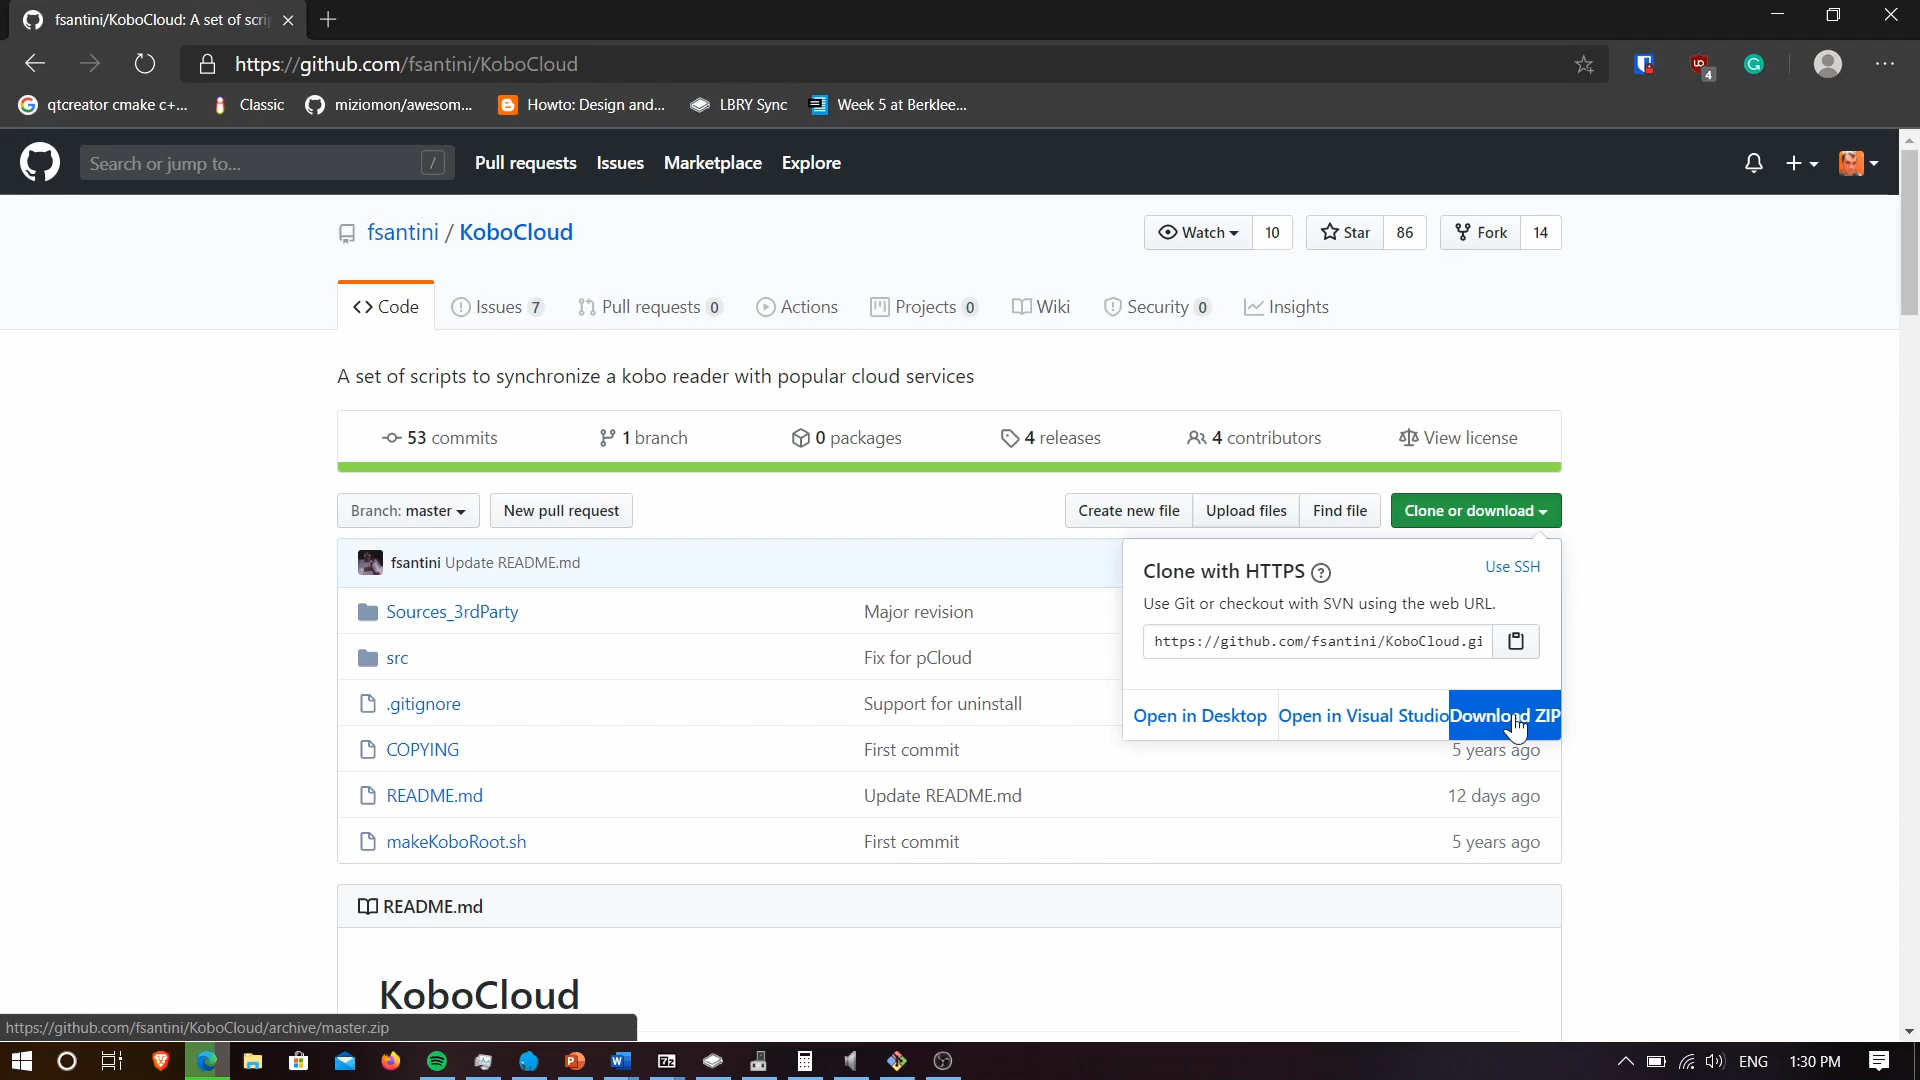 fsantini/KoboCloud: A set of scri
https://github.com/fsantini/KoboCloud
4
qtcreator cmake c+... Classic miziomon/awesom... Howto: Design and... LBRY Sync Week 5 at Berklee...
Search or jump to... / Pull requests Issues Marketplace Explore
fsantini / KoboCloud Watch 10 Star 86 Fork 14
Code Issues 7 Pull requests 0 Actions Projects 0 Wiki Security 0 Insights
A set of scripts to synchronize a kobo reader with popular cloud services
53 commits 1 branch 0 packages 4 releases 4 contributors View license
Branch: master New pull request Create new file Upload files Find file Clone or download
fsantini Update README.md
Clone with HTTPS ? Use SSH
Use Git or checkout with SVN using the web URL.
https://github.com/fsantini/KoboCloud.gi
Open in Desktop Open in Visual Studio Download ZIP
Sources_3rdParty Major revision
src Fix for pCloud
.gitignore Support for uninstall
COPYING First commit 5 years ago
README.md Update README.md 12 days ago
makeKoboRoot.sh First commit 5 years ago
README.md
KoboCloud
https://github.com/fsantini/KoboCloud/archive/master.zip
7z ENG 1:30 PM